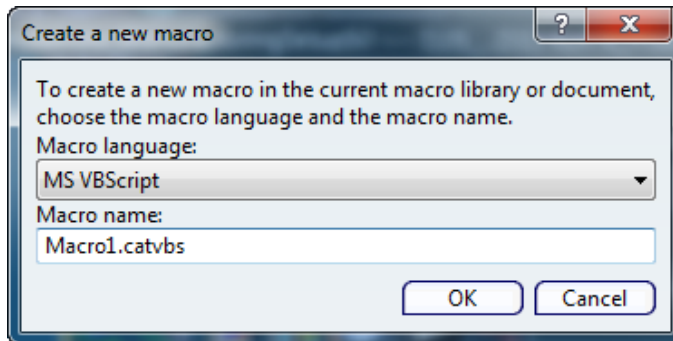 Create a new macro
?
X
To create a new macro in the current macro library or document,
choose the macro language and the macro name.
Macro language:
MS VBScript
Macro name:
Macro1.catvbs
OK Cancel